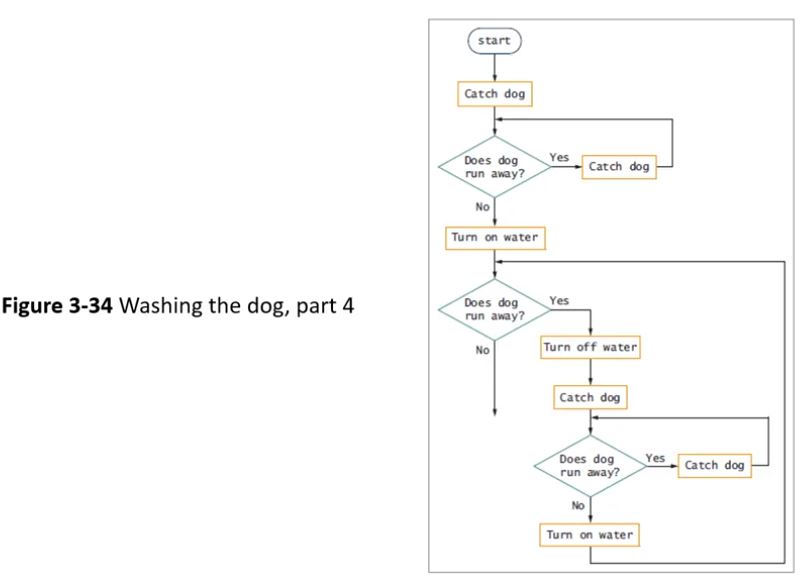 start
Catch dog
Does dog
run away?
Yes
Catch dog
No
Turn on water
Figure 3-34 Washing the dog, part 4
Does dog
run away?
Yes
No
Turn off water
Catch dog
Does dog
run away?
Yes
Catch dog
No
Turn on water